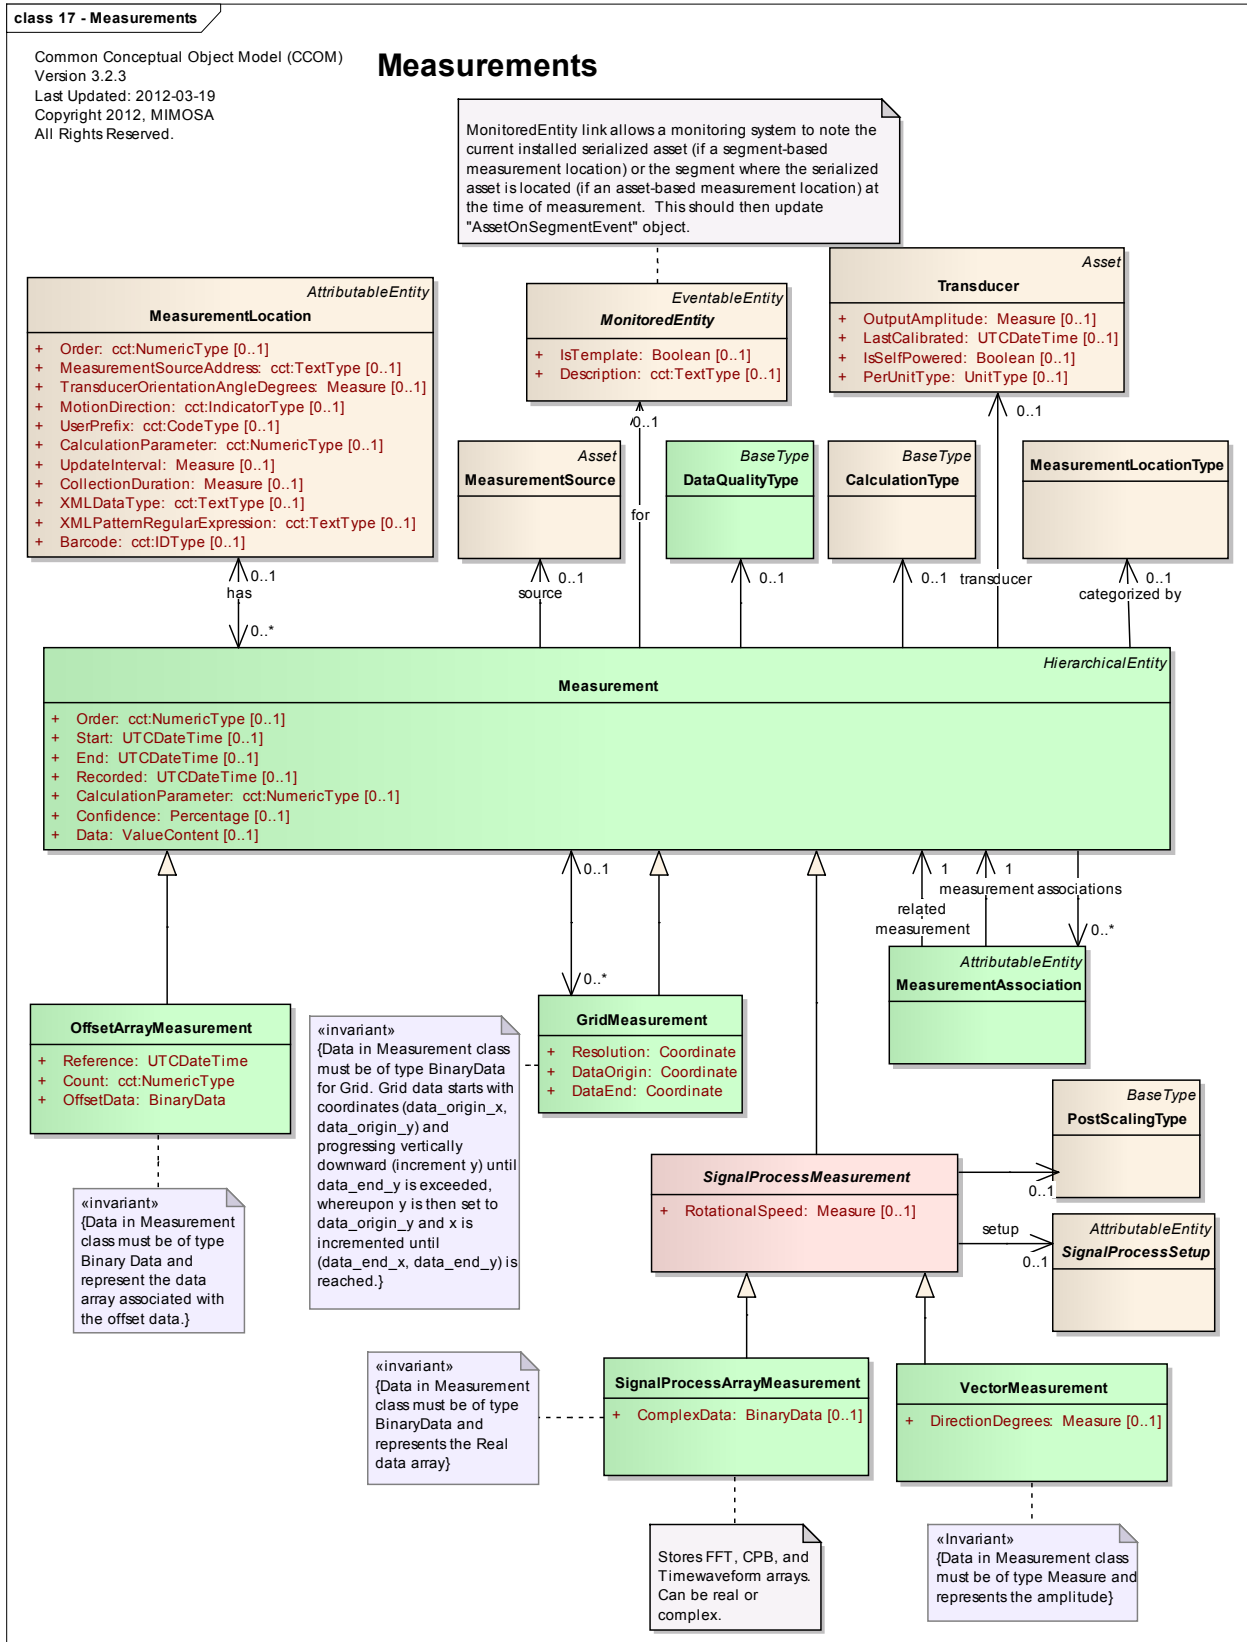 class 17 - Measurements
Common Conceptual Object Model (CCOM)
Version 3.2.3
Last Updated: 2012-03-19
Copyright 2012, MIMOSA
All Rights Reserved.
Measurements
MonitoredEntity link allows a monitoring system to note the
current installed serialized asset (if a segment-based
measurement location) or the segment where the serialized
asset is located (if an asset-based measurement location) at
the time of measurement.  This should then update
"AssetOnSegmentEvent" object.
AttributableEntity
MeasurementLocation
+ Order: cct:NumericType [0..1]
+ MeasurementSourceAddress: cct:TextType [0..1]
+ TransducerOrientationAngleDegrees: Measure [0..1]
+ MotionDirection: cct:IndicatorType [0..1]
+ UserPrefix: cct:CodeType [0..1]
+ CalculationParameter: cct:NumericType [0..1]
+ UpdateInterval: Measure [0..1]
+ CollectionDuration: Measure [0..1]
+ XMLDataType: cct:TextType [0..1]
+ XMLPatternRegularExpression: cct:TextType [0..1]
+ Barcode: cct:IDType [0..1]
EventableEntity
MonitoredEntity
+ IsTemplate: Boolean [0..1]
+ Description: cct:TextType [0..1]
Asset
Transducer
+ OutputAmplitude: Measure [0..1]
+ LastCalibrated: UTCDateTime [0..1]
+ IsSelfPowered: Boolean [0..1]
+ PerUnitType: UnitType [0..1]
0..1
0..1
Asset
MeasurementSource
BaseType
DataQualityType
BaseType
CalculationType
MeasurementLocationType
for
0..1
has
0..*
0..1
source
0..1
0..1
transducer
0..1
categorized by
HierarchicalEntity
Measurement
+ Order: cct:NumericType [0..1]
+ Start: UTCDateTime [0..1]
+ End: UTCDateTime [0..1]
+ Recorded: UTCDateTime [0..1]
+ CalculationParameter: cct:NumericType [0..1]
+ Confidence: Percentage [0..1]
+ Data: ValueContent [0..1]
0..1
0..*
1
related
measurement
1
measurement associations
0..*
AttributableEntity
MeasurementAssociation
OffsetArrayMeasurement
+ Reference: UTCDateTime
+ Count: cct:NumericType
+ OffsetData: BinaryData
«invariant»
{Data in Measurement
class must be of type
Binary Data and
represent the data
array associated with
the offset data.}
«invariant»
{Data in Measurement class
must be of type BinaryData
for Grid. Grid data starts with
coordinates (data_origin_x,
data_origin_y) and
progressing vertically
downward (increment y) until
data_end_y is exceeded,
whereupon y is then set to
data_origin_y and x is
incremented until
(data_end_x, data_end_y) is
reached.}
GridMeasurement
+ Resolution: Coordinate
+ DataOrigin: Coordinate
+ DataEnd: Coordinate
SignalProcessMeasurement
+ RotationalSpeed: Measure [0..1]
BaseType
PostScalingType
0..1
setup
0..1
AttributableEntity
SignalProcessSetup
«invariant»
{Data in Measurement
class must be of type
BinaryData and
represents the Real
data array}
SignalProcessArrayMeasurement
+ ComplexData: BinaryData [0..1]
VectorMeasurement
+ DirectionDegrees: Measure [0..1]
Stores FFT, CPB, and
Timewaveform arrays.
Can be real or
complex.
«Invariant»
{Data in Measurement class
must be of type Measure and
represents the amplitude}